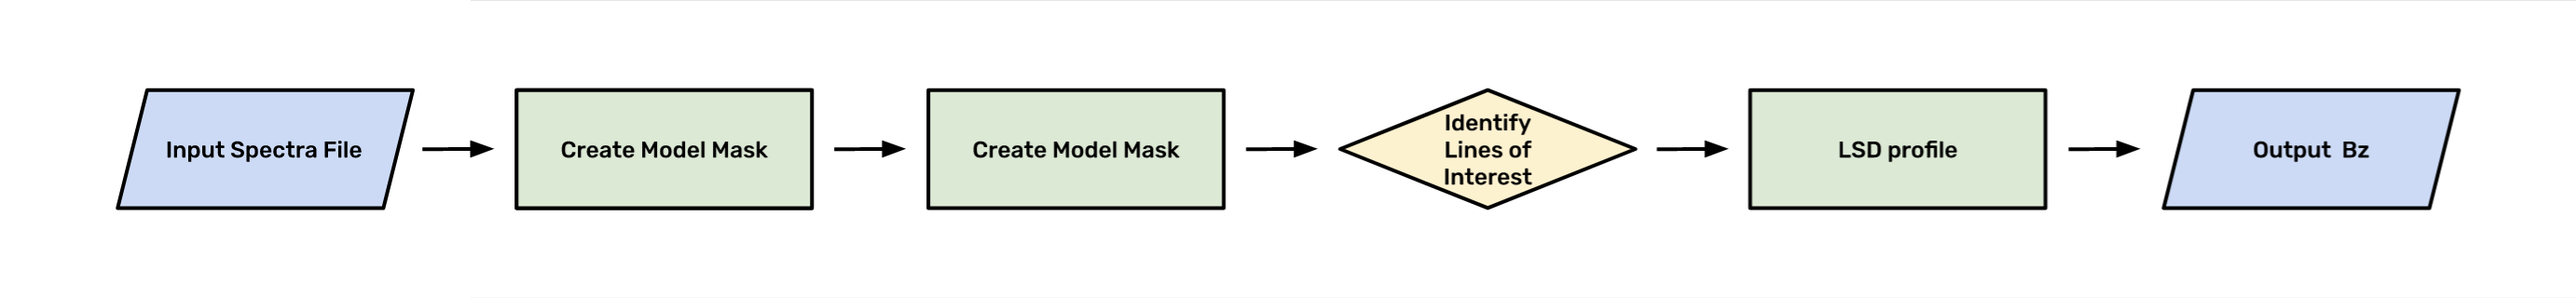 Input Spectra File
Create Model Mask
Create Model Mask
Identify
Lines of
Interest
LSD profile
Output  Bz